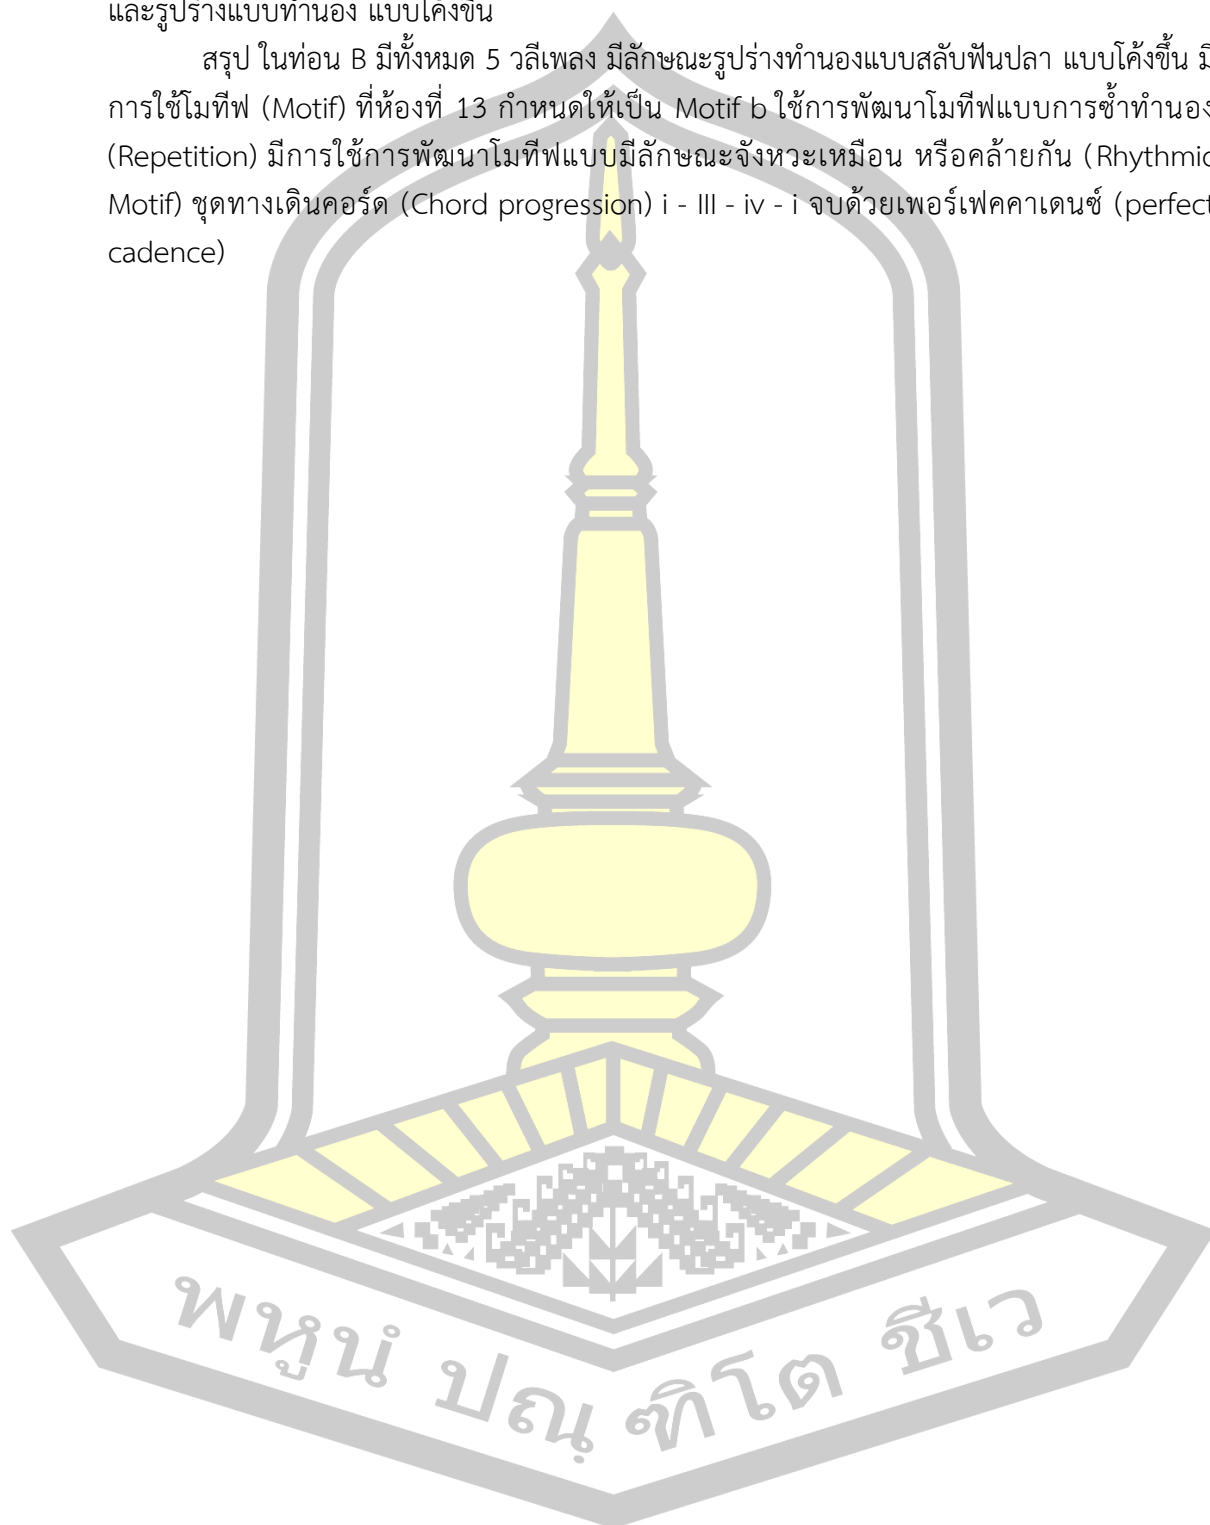 และรูปร่างแบบทำนอง แบบโค้งขึ้น
สรุป ในท่อน B มีทั้งหมด 5 วลีเพลง มีลักษณะรูปร่างทำนองแบบสลับฟันปลา แบบโค้งขึ้น มี
การใช้โมทีฟ (Motif) ที่ห้องที่ 13 กำหนดให้เป็น Motif b ใช้การพัฒนาโมทีฟแบบการซ้ำทำนอง
(Repetition) มีการใช้การพัฒนาโมทีฟแบบมีลักษณะจังหวะเหมือน หรือคล้ายกัน (Rhythmic
Motif) ชุดทางเดินคอร์ด (Chord progression) i - III - iv - i จบด้วยเพอร์เฟคคาเดนซ์ (perfect
cadence)
พหูนํ ปณฺฑิโต ชีเว